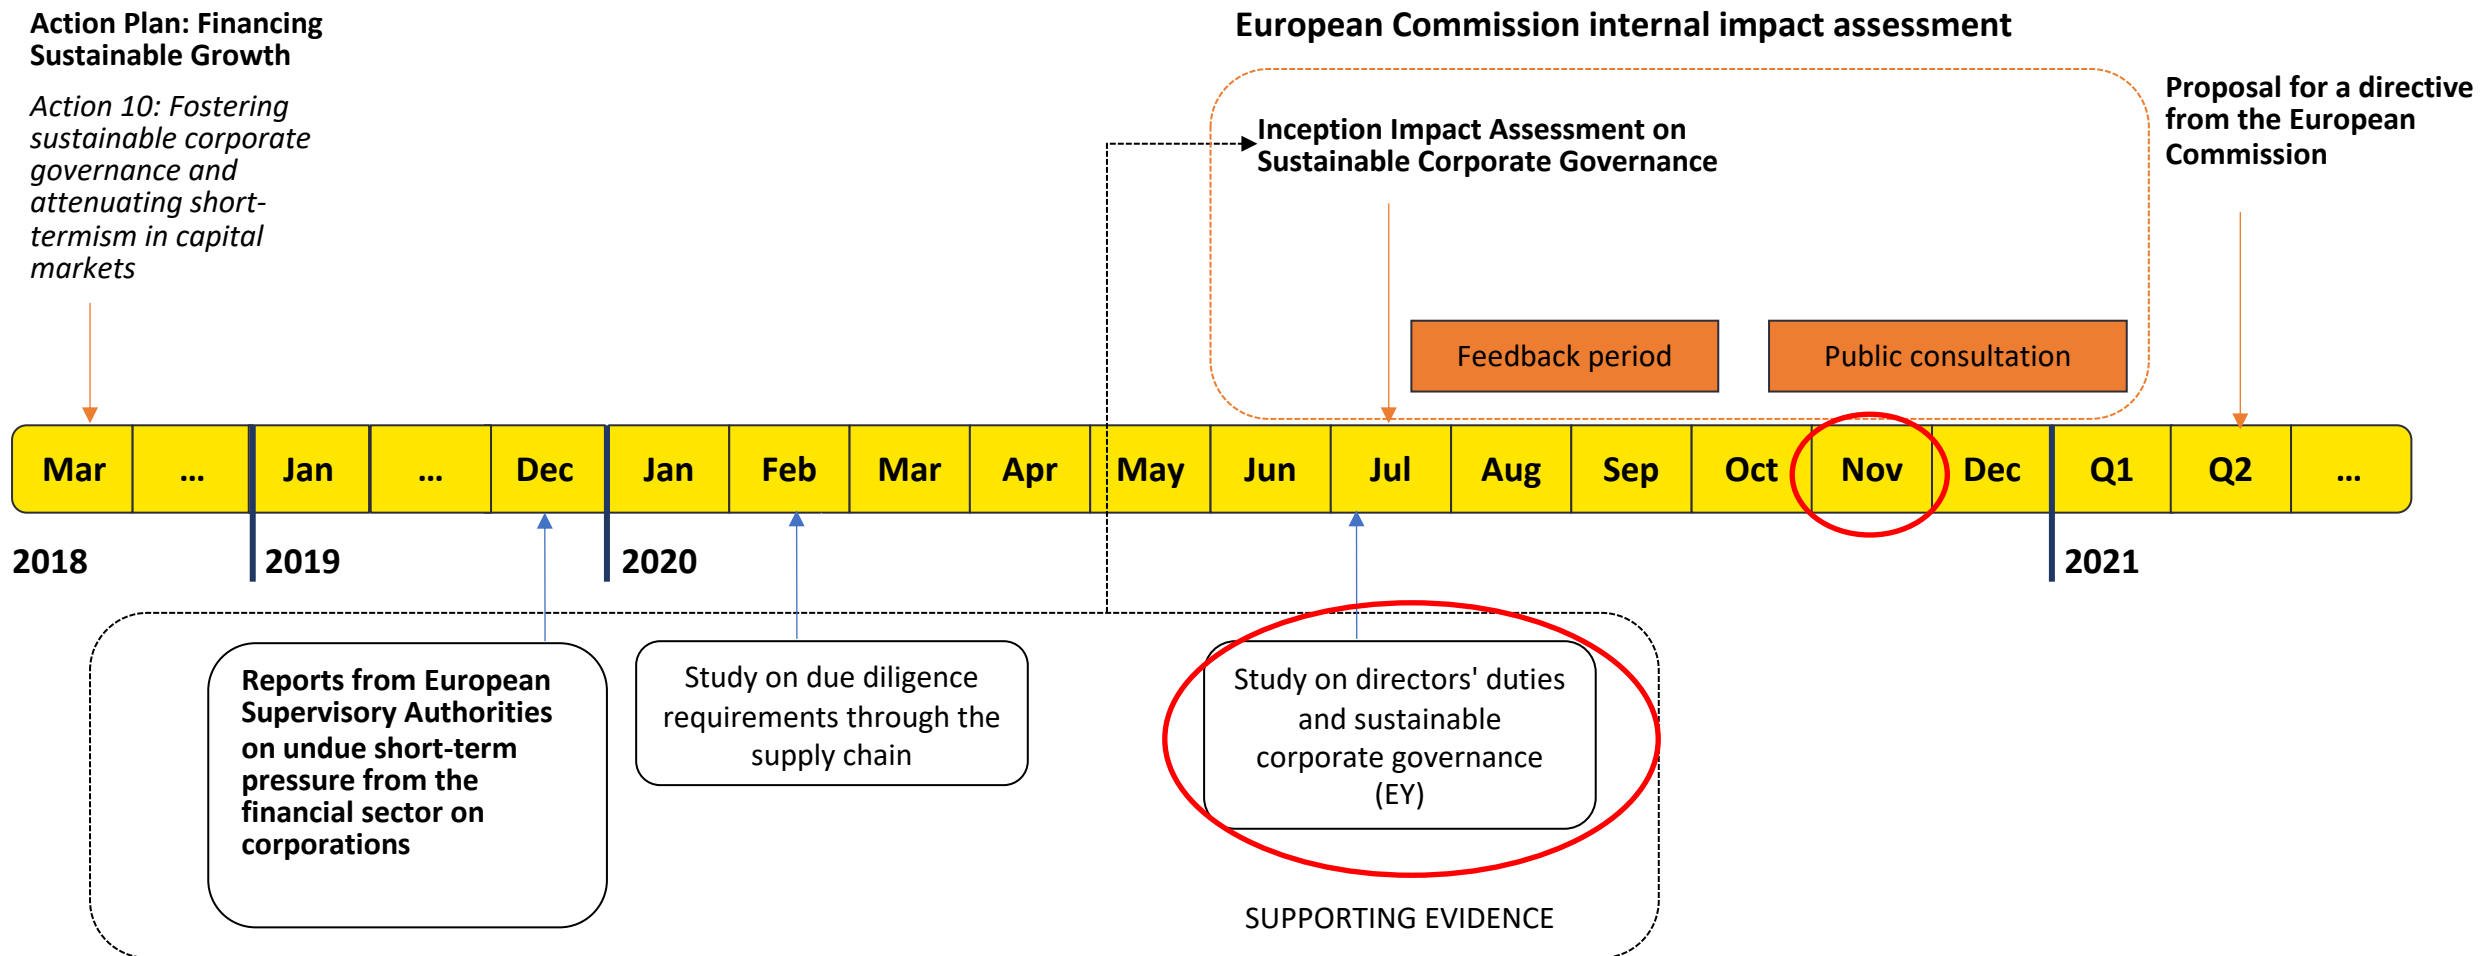 Action Plan: Financing
Sustainable Growth
Action 10: Fostering
sustainable corporate
governance and
attenuating short-
termism in capital
markets
European Commission internal impact assessment
Inception Impact Assessment on
Sustainable Corporate Governance
Proposal for a directive
from the European
Commission
Feedback period
Public consultation
Mar ... Jan ... Dec Jan Feb Mar Apr May Jun Jul Aug Sep Oct Nov Dec Q1 Q2 ...
2018 2019 2020 2021
Reports from European
Supervisory Authorities
on undue short-term
pressure from the
financial sector on
corporations
Study on due diligence
requirements through the
supply chain
Study on directors' duties
and sustainable
corporate governance
(EY)
SUPPORTING EVIDENCE